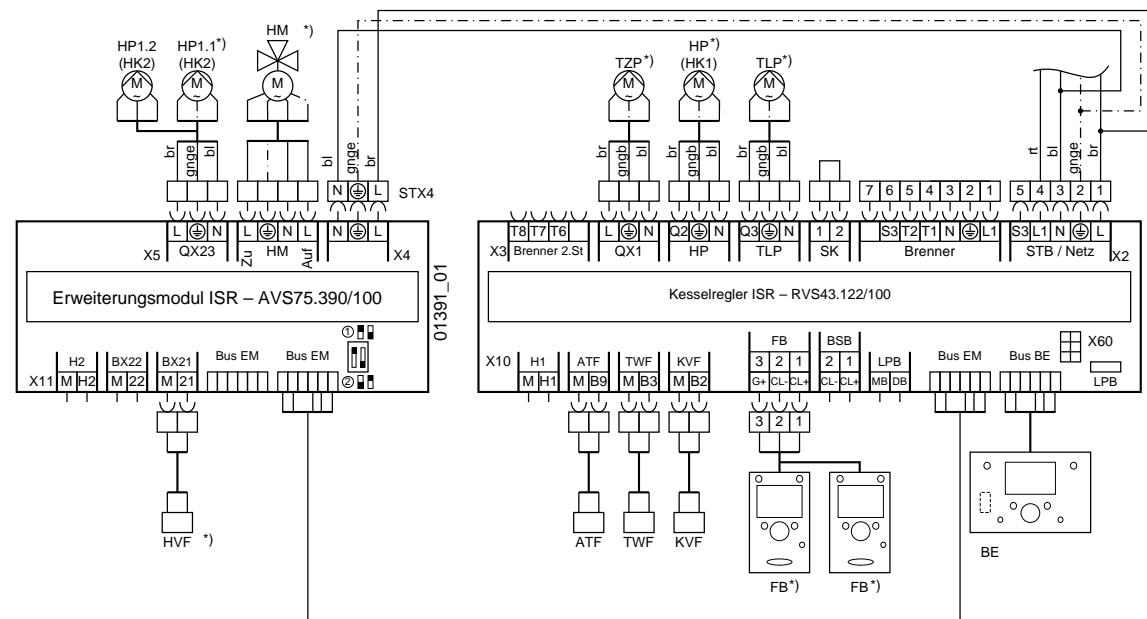 HP1.2 HP1.1*) HM *)
(HK2) (HK2)
M ~ M ~ M ~
TZP*) HP*) TLP*)
(HK1)
M ~ M ~ M ~
br gnge bl bl gnge br
br gngb bl br gngb bl br gngb bl
rt bl gnge br
N L STX4
7 6 5 4 3 2 1 5 4 3 2 1
L N L N L N L
X5 QX23 Zu HM Auf X4
T8 T7 T6 L N Q2 N Q3 N 1 2 S3 T2 T1 N L1 S3 L1 N L
X3 Brenner 2.St QX1 HP TLP SK Brenner STB / Netz X2
Erweiterungsmodul ISR – AVS75.390/100
01391_01
Kesselregler ISR – RVS43.122/100
1
2
H2 BX22 BX21 Bus EM Bus EM
X11 M H2 M 22 M 21
X10 H1 ATF TWF KVF FB BSB LPB Bus EM Bus BE X60
3 2 1 2 1
M H1 M B9 M B3 M B2 G+ CL- CL+ CL- CL+ MB DB LPB
3 2 1
HVF *)
ATF TWF KVF
FB*) FB*)
BE